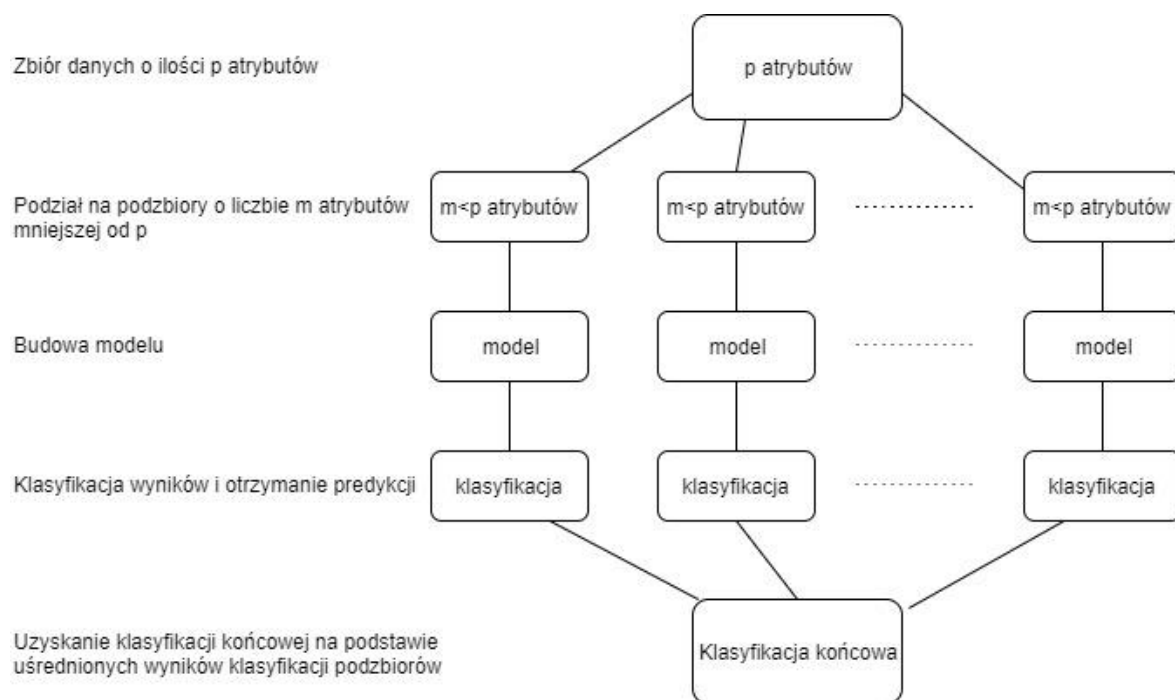 Zbiór danych o ilości p atrybutów
p atrybutów
Podział na podzbiory o liczbie m atrybutów
mniejszej od p
m<p atrybutów
m<p atrybutów
m<p atrybutów
Budowa modelu
model
model
model
Klasyfikacja wyników i otrzymanie predykcji
klasyfikacja
klasyfikacja
klasyfikacja
Uzyskanie klasyfikacji końcowej na podstawie
uśrednionych wyników klasyfikacji podzbiorów
Klasyfikacja końcowa